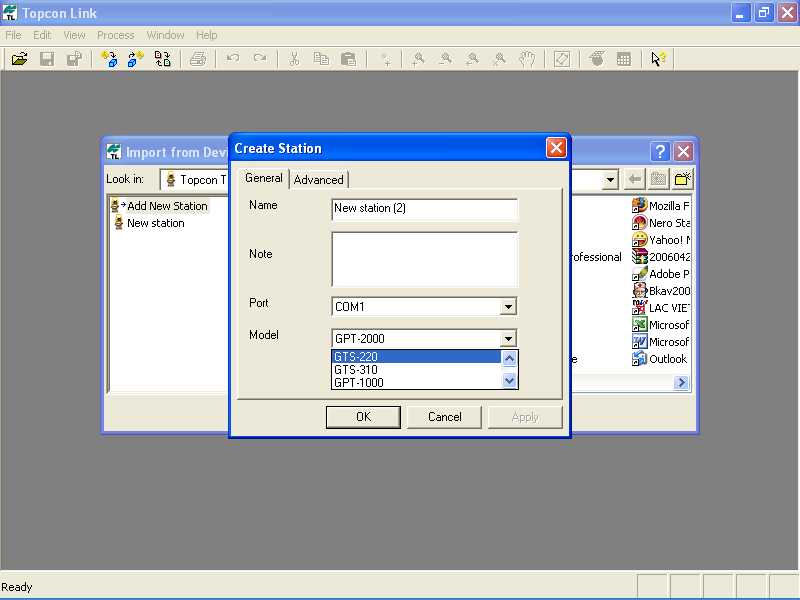 Topcon Link
File Edit View Process Window Help
Import from Devi
Look in: Topcon T
Add New Station
New station
Create Station
General Advanced
Name New station (2)
Note
Port COM1
Model GPT-2000
GTS-220
GTS-310
GPT-1000
OK Cancel Apply
ofessional
e
Mozilla F
Nero Sta
Yahoo! M
2006042
Adobe P
Bkav200
LAC VIET
Microsof
Microsof
Outlook
Ready